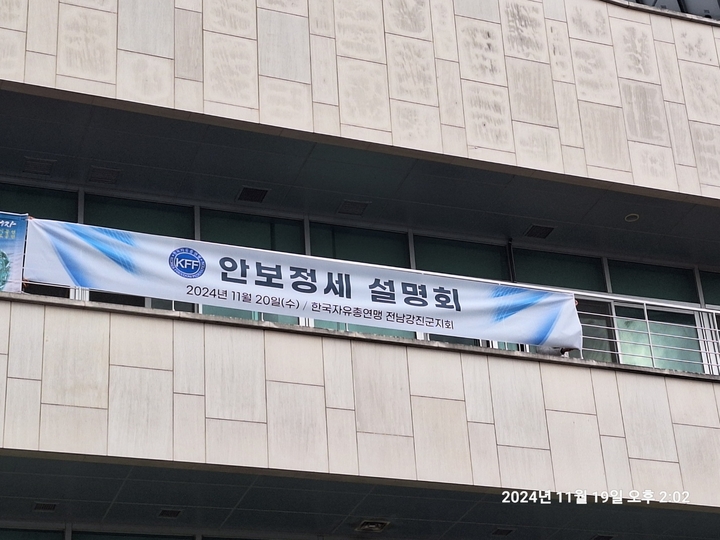 KFF
안보정세 설명회
2024년 11월 20일(수) / 한국자유총연맹 전남강진군지회
2024년 11월 19일 오후 2:02